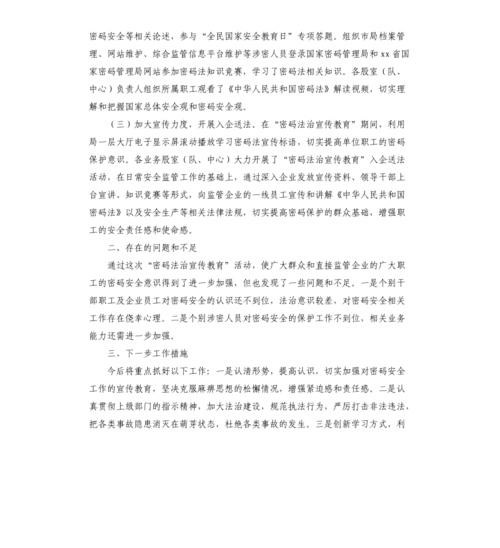 密码安全等相关论述，参与“全民国家安全教育日”专项答题。组织市局档案管
理、网站维护、综合监管信息平台维护等涉密人员登录国家密码管理局和 xx 省国
家密码管理局网站参加密码法知识竞赛，学习了密码法相关知识。各股室（队、
中心）负责人组织所属职工观看了《中华人民共和国密码法》解读视频，切实理
解和把握国家总体安全观和密码安全观。
（三）加大宣传力度，开展入企送法。在“密码法治宣传教育”期间，利用
局一层大厅电子显示屏滚动播放学习密码法宣传标语，切实提高单位职工的密码
保护意识。各业务股室（队、中心）大力开展了“密码法治宣传教育”入企送法
活动，在日常安全监管工作的基础上，通过深入企业发放宣传资料、领导干部上
台宣讲、知识竞赛等形式，向监管企业的一线员工宣传和讲解《中华人民共和国
密码法》以及安全生产等相关法律法规，切实提高密码保护的群众基础，增强职
工的安全责任感和使命感。
二、存在的问题和不足
通过这次“密码法治宣传教育”活动，使广大群众和直接监管企业的广大职
工的密码安全意识得到了进一步加强，但也发现了一些问题和不足。一是个别干
部职工及企业员工对密码安全的认识还不到位，法治意识较差，对密码安全相关
工作存在侥幸心理。二是个别涉密人员对密码安全的保护工作不到位，相关业务
能力还需进一步加强。
三、下一步工作措施
今后将重点抓好以下工作：一是认清形势，提高认识，切实加强对密码安全
工作的宣传教育，坚决克服麻痹思想的松懈情况，增强紧迫感和责任感。二是认
真贯彻上级部门的指示精神，加大法治建设，规范执法行为，严厉打击非法违法，
把各类事故隐患消灭在萌芽状态，杜绝各类事故的发生。三是创新学习方式，利